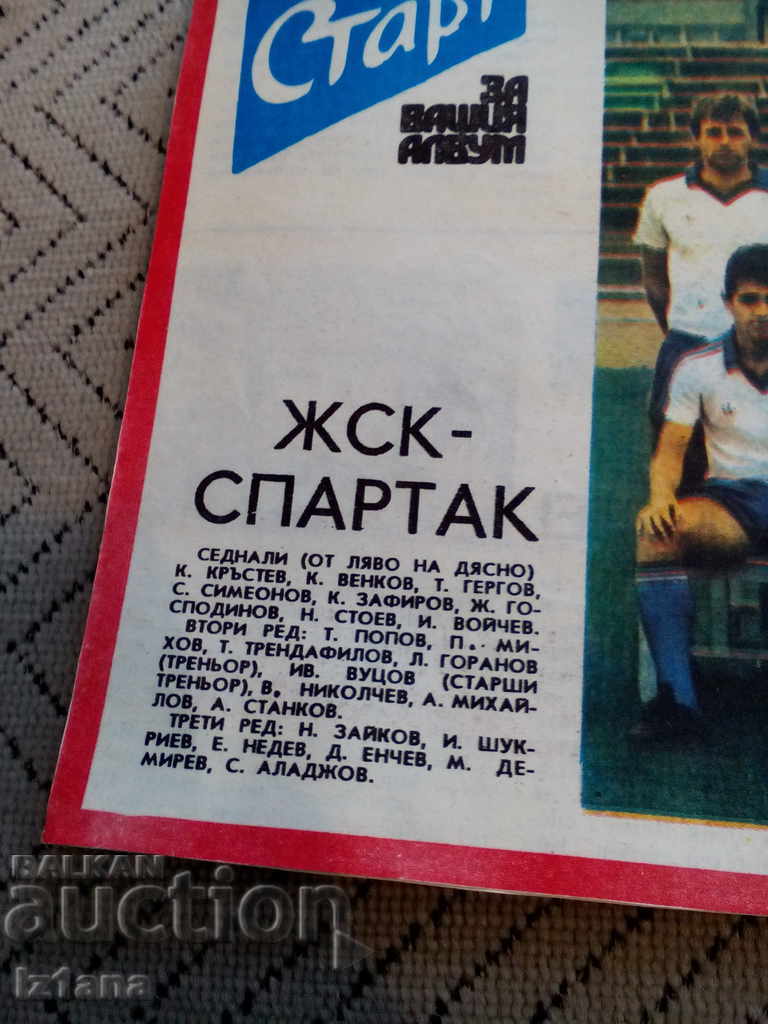 Старт
ЗА
ВАШИЯ
АЛБУМ
ЖСК-
СПАРТАК
СЕДНАЛИ (ОТ ЛЯВО НА ДЯСНО)
К. КРЪСТЕВ, К. ВЕНКОВ, Т. ГЕРГОВ,
С. СИМЕОНОВ, К. ЗАФИРОВ, Ж. ГО-
СПОДИНОВ, Н. СТОЕВ, И. ВОЙЧЕВ.
ВТОРИ РЕД: Т. ПОПОВ, П. МИ-
ХОВ, Т. ТРЕНДАФИЛОВ, Л. ГОРАНОВ
(ТРЕНЬОР), ИВ. ВУЦОВ (СТАРШИ
ТРЕНЬОР), В. НИКОЛЧЕВ, А. МИХАЙ-
ЛОВ, А. СТАНКОВ.
ТРЕТИ РЕД: Н. ЗАЙКОВ, И. ШУК-
РИЕВ, Е. НЕДЕВ, Д. ЕНЧЕВ, М. ДЕ-
МИРЕВ, С. АЛАДЖОВ.
BALKAN
auction
Iz1ana